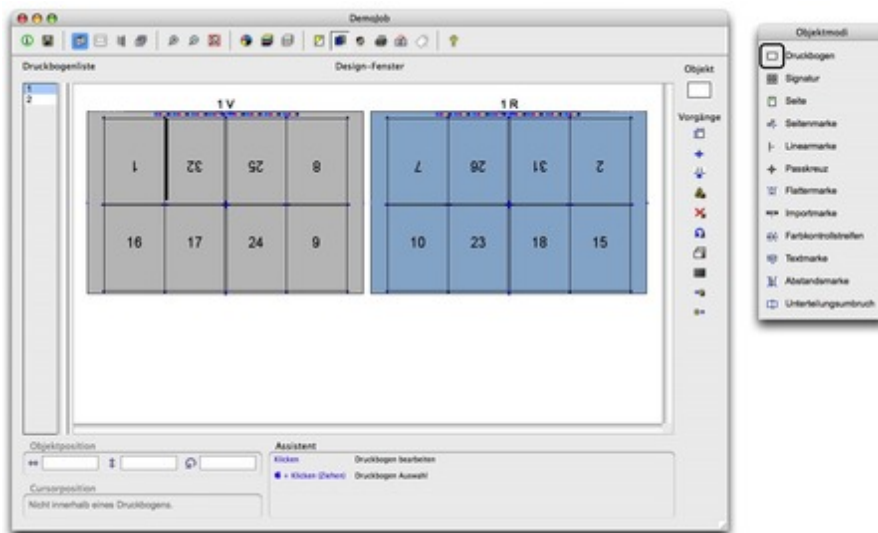 DemoJob
Druckbogenliste
Design-Fenster
Objekt
1
2
1 V
1 R
Vorgänge
1 32 25 8
7 26 31 2
16 17 24 9
10 23 18 15
Objektposition
Cursorposition
Nicht innerhalb eines Druckbogens.
Assistent
Klicken Druckbogen bearbeiten
+ Klicken (Ziehen) Druckbogen Auswahl
Objektmodi
Druckbogen
Signatur
Seite
Seitenmarke
Linearmarke
Passkreuz
Flattermarke
Importmarke
Farbkontrollstreifen
Textmarke
Abstandsmarke
Unterteilungsumbruch